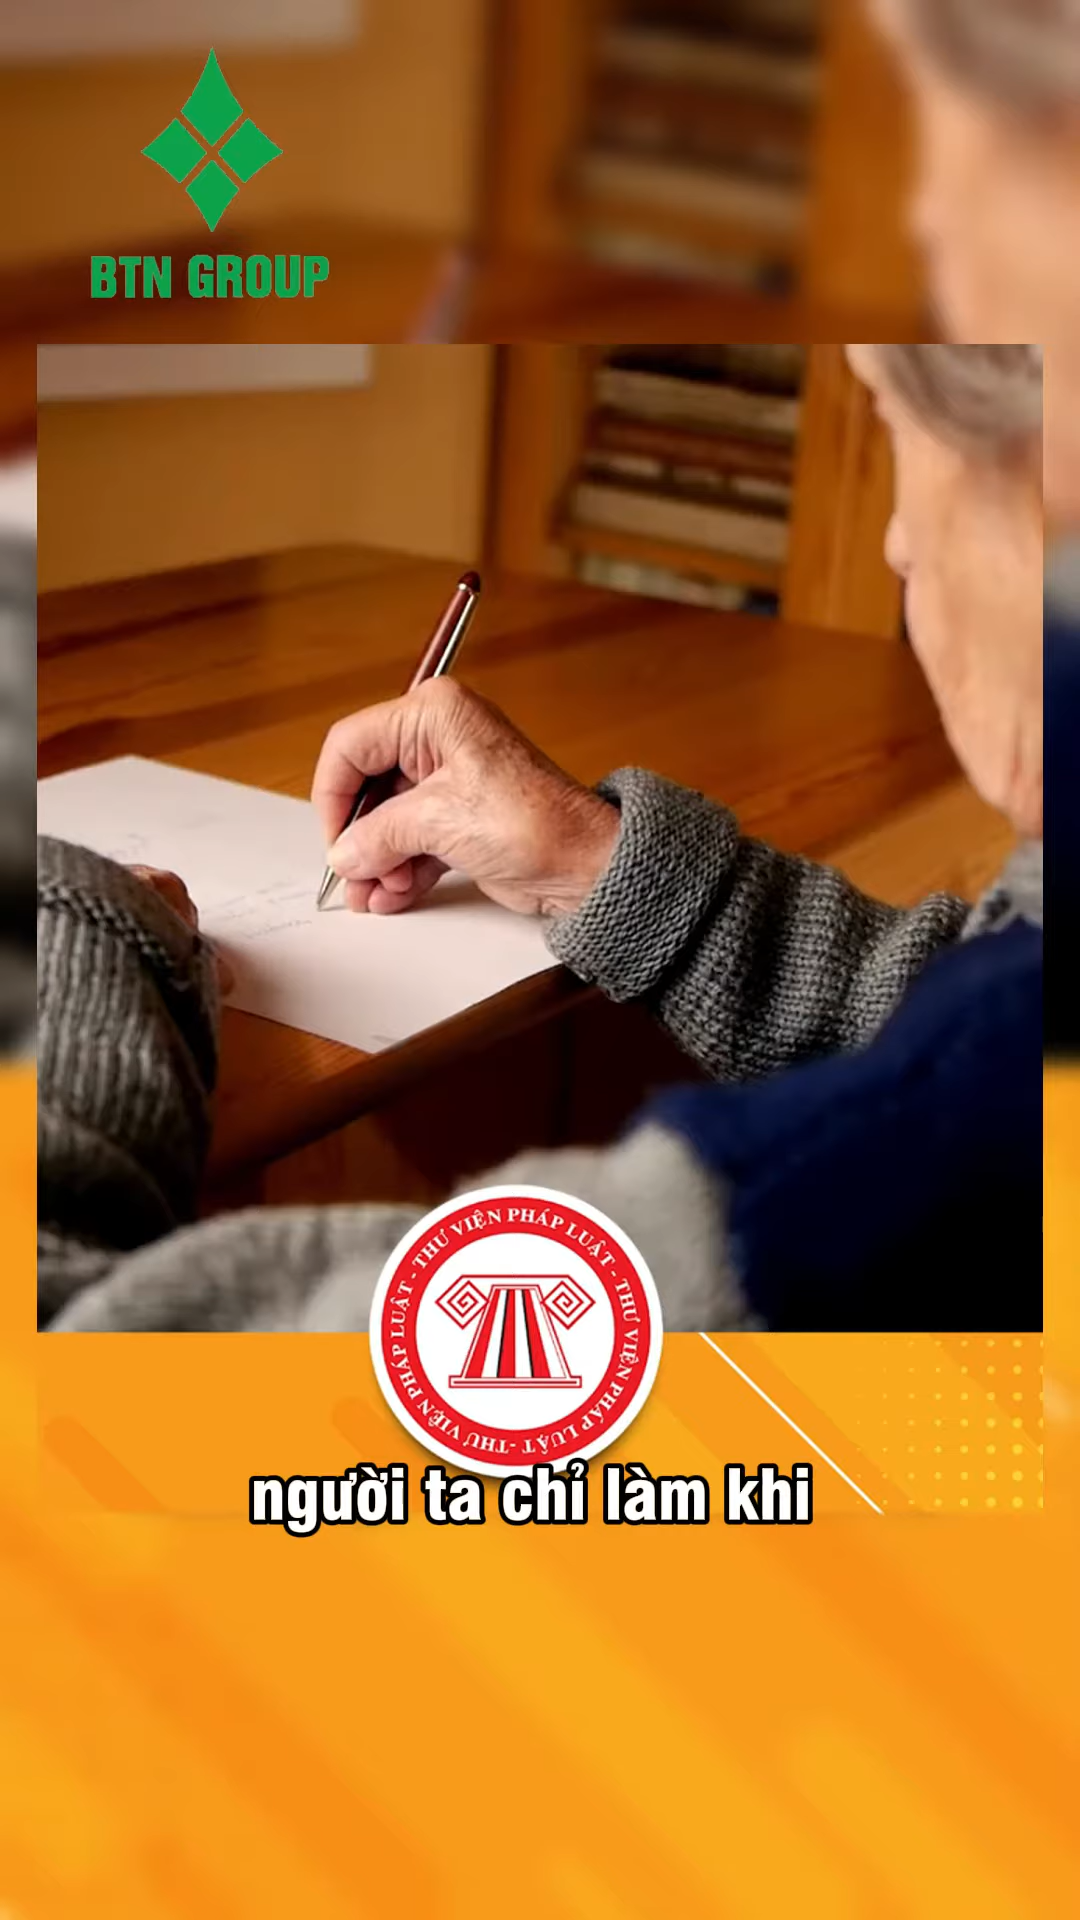 BTN GROUP
THƯ VIỆN PHÁP LUẬT - THƯ VIỆN PHÁP LUẬT - THƯ VIỆN PHÁP LUẬT -
người ta chỉ làm khi